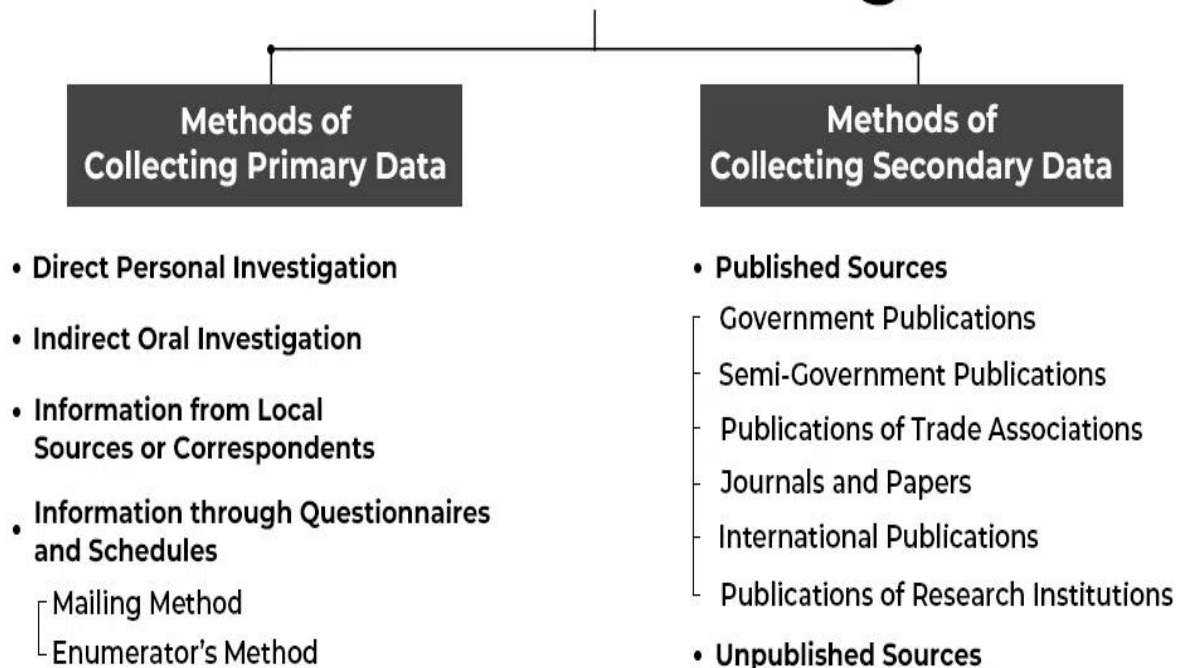 Methods of
Collecting Primary Data
• Direct Personal Investigation
• Indirect Oral Investigation
• Information from Local
Sources or Correspondents
• Information through Questionnaires
and Schedules
Mailing Method
Enumerator's Method
Methods of
Collecting Secondary Data
• Published Sources
Government Publications
Semi-Government Publications
Publications of Trade Associations
Journals and Papers
International Publications
Publications of Research Institutions
• Unpublished Sources